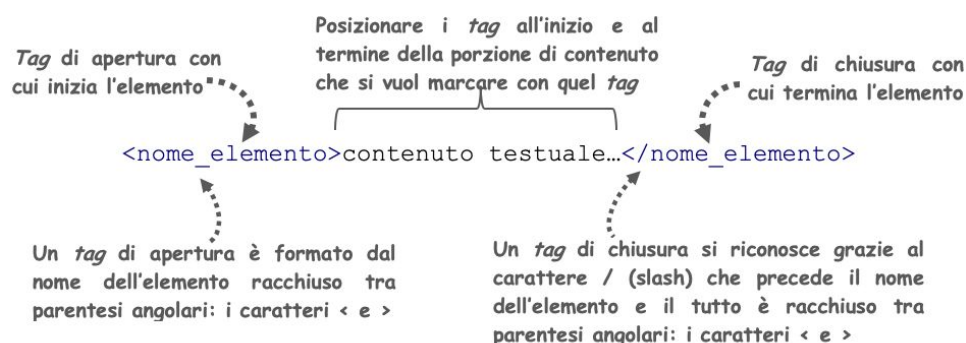 Posizionare i tag all'inizio e al
termine della porzione di contenuto
che si vuol marcare con quel tag
Tag di apertura con
cui inizia l'elemento
Tag di chiusura con
cui termina l'elemento
<nome_elemento>contenuto testuale…</nome_elemento>
Un tag di apertura è formato dal
nome dell'elemento racchiuso tra
parentesi angolari: i caratteri < e >
Un tag di chiusura si riconosce grazie al
carattere / (slash) che precede il nome
dell'elemento e il tutto è racchiuso tra
parentesi angolari: i caratteri < e >